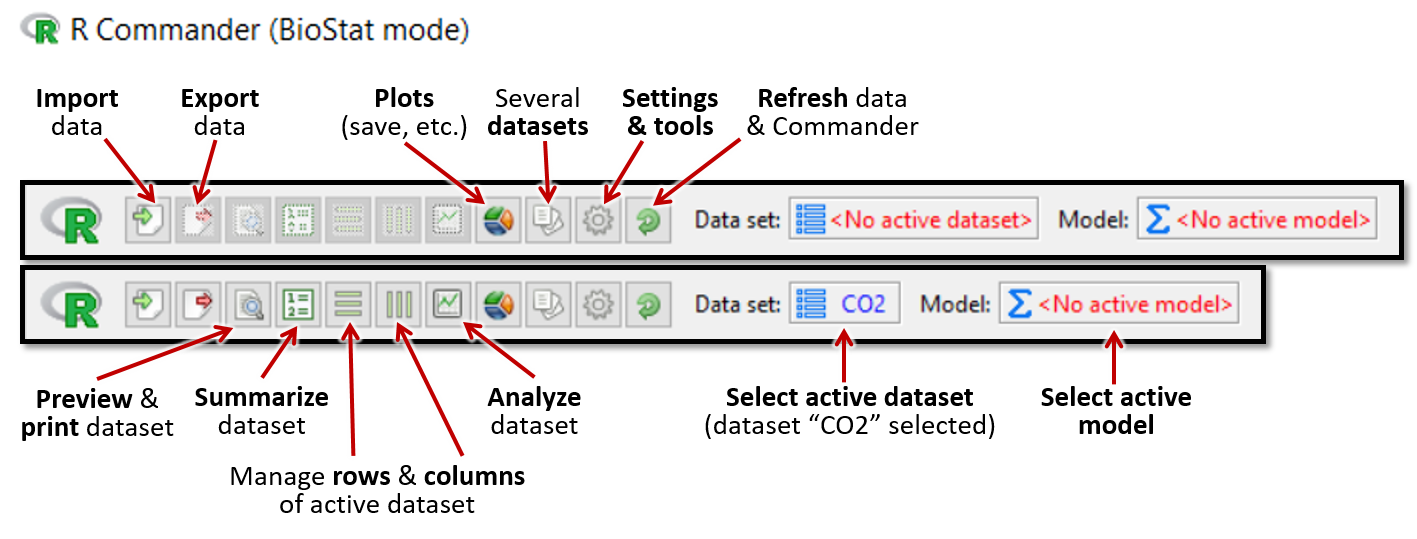 R Commander (BioStat mode)
Import
data
Export
data
Plots
(save, etc.)
Several
datasets
Settings
& tools
Refresh data
& Commander
R
Data set:
<No active dataset>
Model:
Σ <No active model>
R
1=
2=
Data set:
CO2
Model:
Σ <No active model>
Preview &
print dataset
Summarize
dataset
Manage rows & columns
of active dataset
Analyze
dataset
Select active dataset
(dataset “CO2” selected)
Select active
model